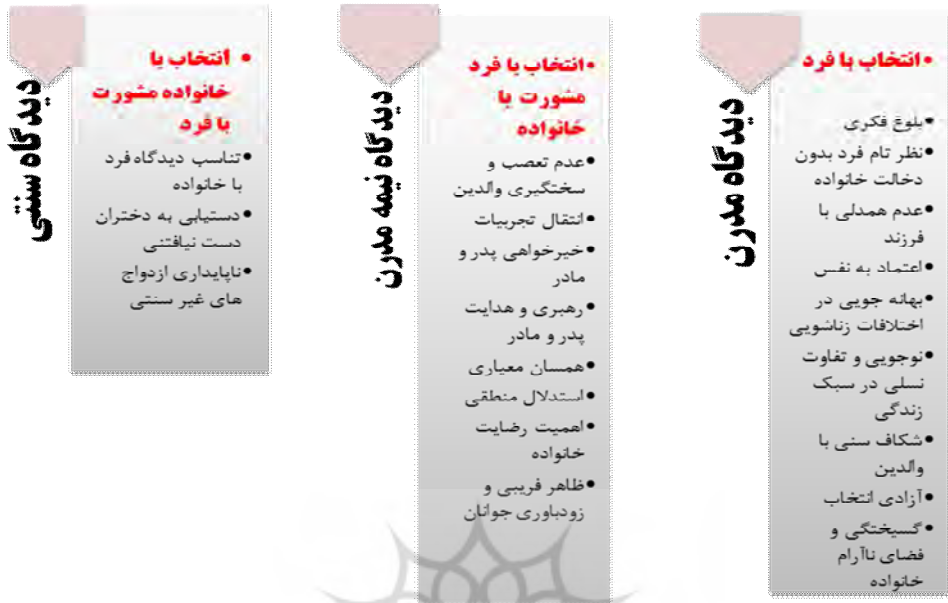 دیدگاه مدرن
•انتخاب با فرد
•بلوغ فکری
•نظر تام فرد بدون
دخالت خانواده
•عدم همدلی با
فرزند
•اعتماد به نفس
•بهانه جویی در
اختلافات زناشویی
•نوجویی و تفاوت
نسلی در سبک
زندگی
•شکاف سنی با
والدین
•آزادی انتخاب
•گسیختگی و
فضای ناآرام
خانواده
دیدگاه نیمه مدرن
•انتخاب با فرد
مشورت با
خانواده
•عدم تعصب و
سختگیری والدین
•انتقال تجربیات
•خیرخواهی پدر و
مادر
•رهبری و هدایت
پدر و مادر
•همسان معیاری
•استدلال منطقی
•اهمیت رضایت
خانواده
•ظاهر فریبی و
زودباوری جوانان
دیدگاه سنتی
• انتخاب با
خانواده مشورت
با فرد
•تناسب دیدگاه فرد
با خانواده
•دستیابی به دختران
دست نیافتنی
•ناپایداری ازدواج
های غیر سنتی